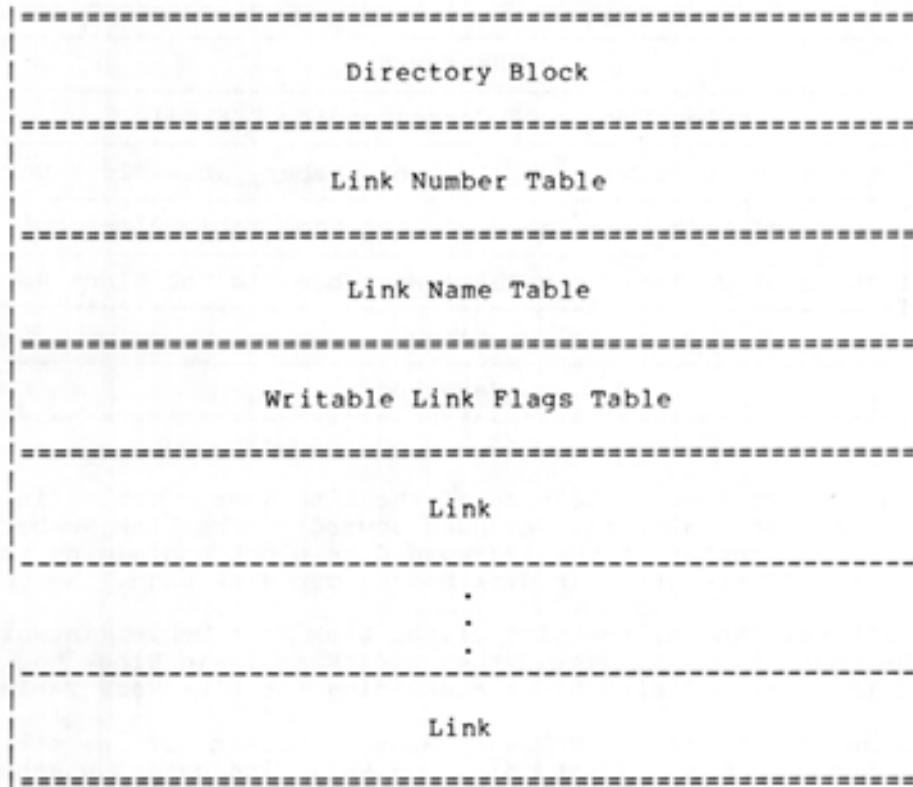 Directory Block
Link Number Table
Link Name Table
Writable Link Flags Table
Link
.
.
.
Link